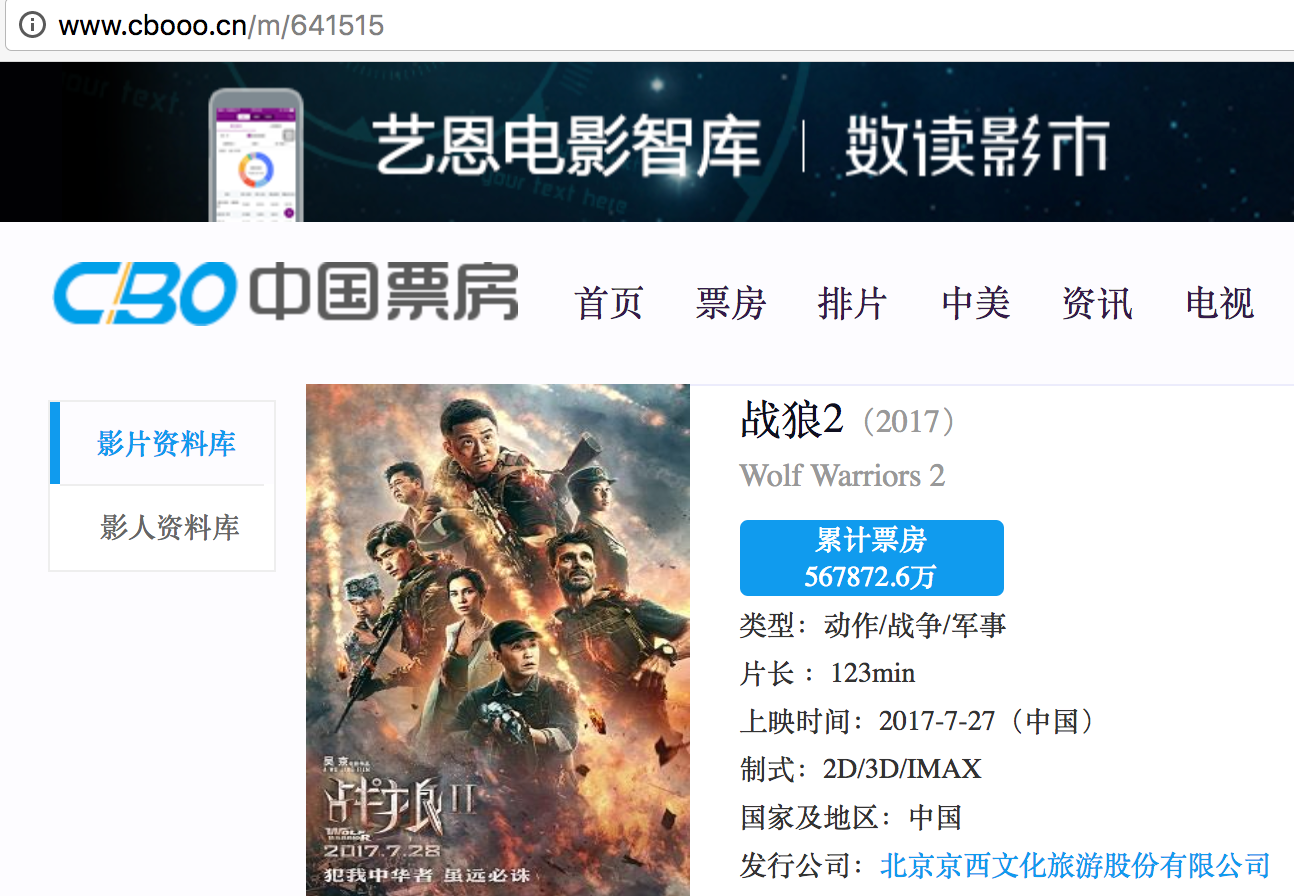 www.cbooo.cn/m/641515
your text
艺恩电影智库 | 数读影市
your text here
CBO 中国票房
首页 票房 排片 中美 资讯 电视
影片资料库
影人资料库
吴京
战狼II
2017.7.28
犯我中华者 虽远必诛
战狼2（2017）
Wolf Warriors 2
累计票房
567872.6万
类型：动作/战争/军事
片长： 123min
上映时间：2017-7-27（中国）
制式：2D/3D/IMAX
国家及地区：中国
发行公司：北京京西文化旅游股份有限公司